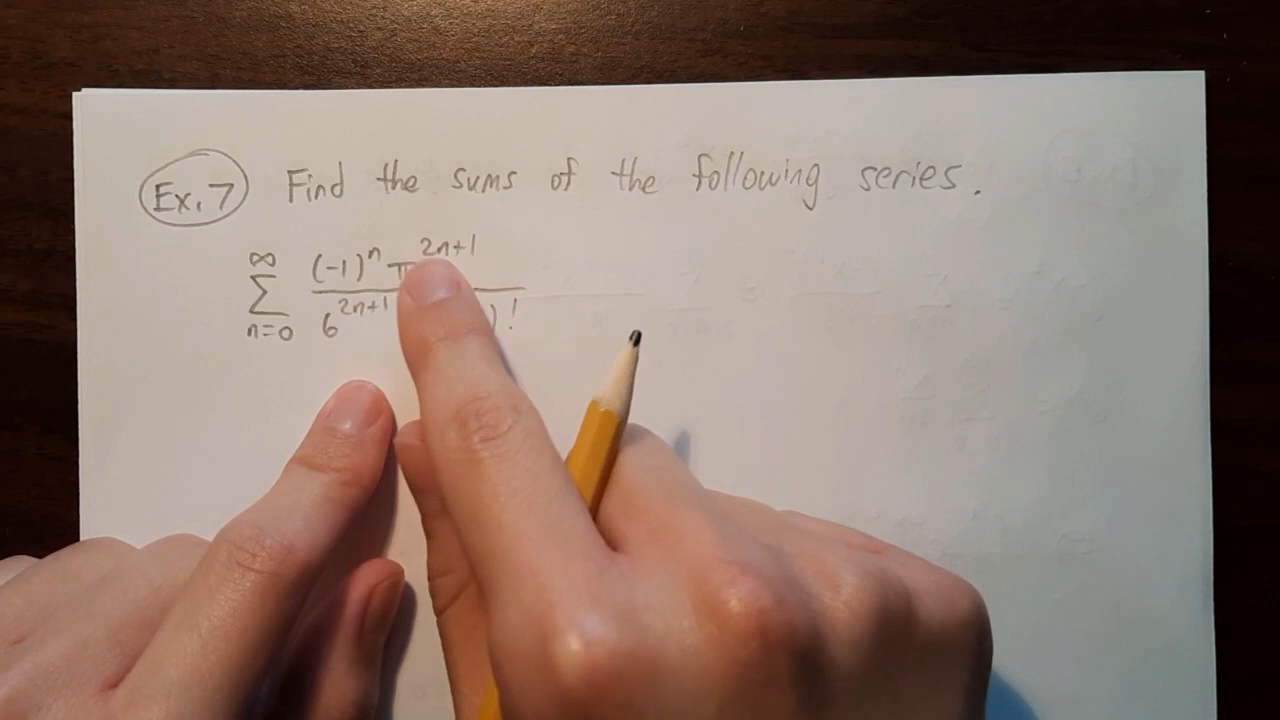 Ex. 7 Find the sums of the following series.
∞ (-1)ⁿ π²ⁿ⁺¹
Σ
n=0 6²ⁿ⁺¹ )!